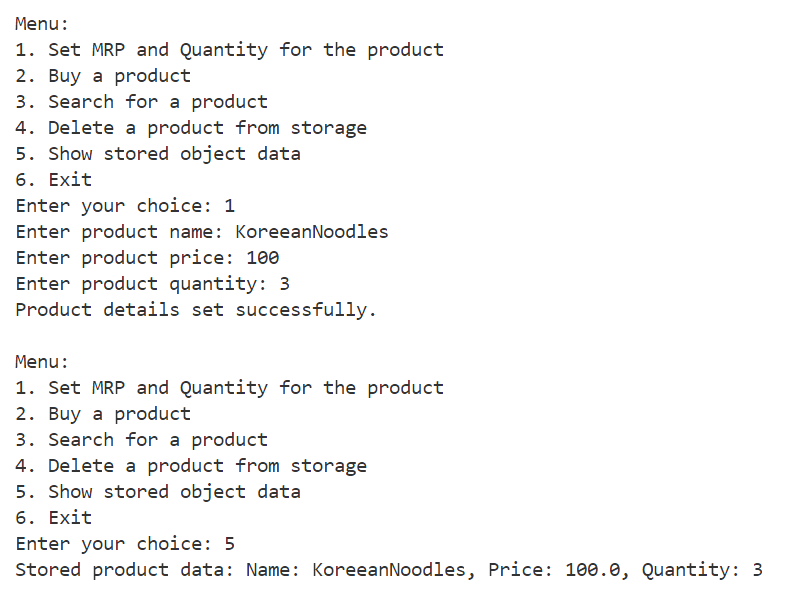 Menu:
1. Set MRP and Quantity for the product
2. Buy a product
3. Search for a product
4. Delete a product from storage
5. Show stored object data
6. Exit
Enter your choice: 1
Enter product name: KoreeanNoodles
Enter product price: 100
Enter product quantity: 3
Product details set successfully.

Menu:
1. Set MRP and Quantity for the product
2. Buy a product
3. Search for a product
4. Delete a product from storage
5. Show stored object data
6. Exit
Enter your choice: 5
Stored product data: Name: KoreeanNoodles, Price: 100.0, Quantity: 3